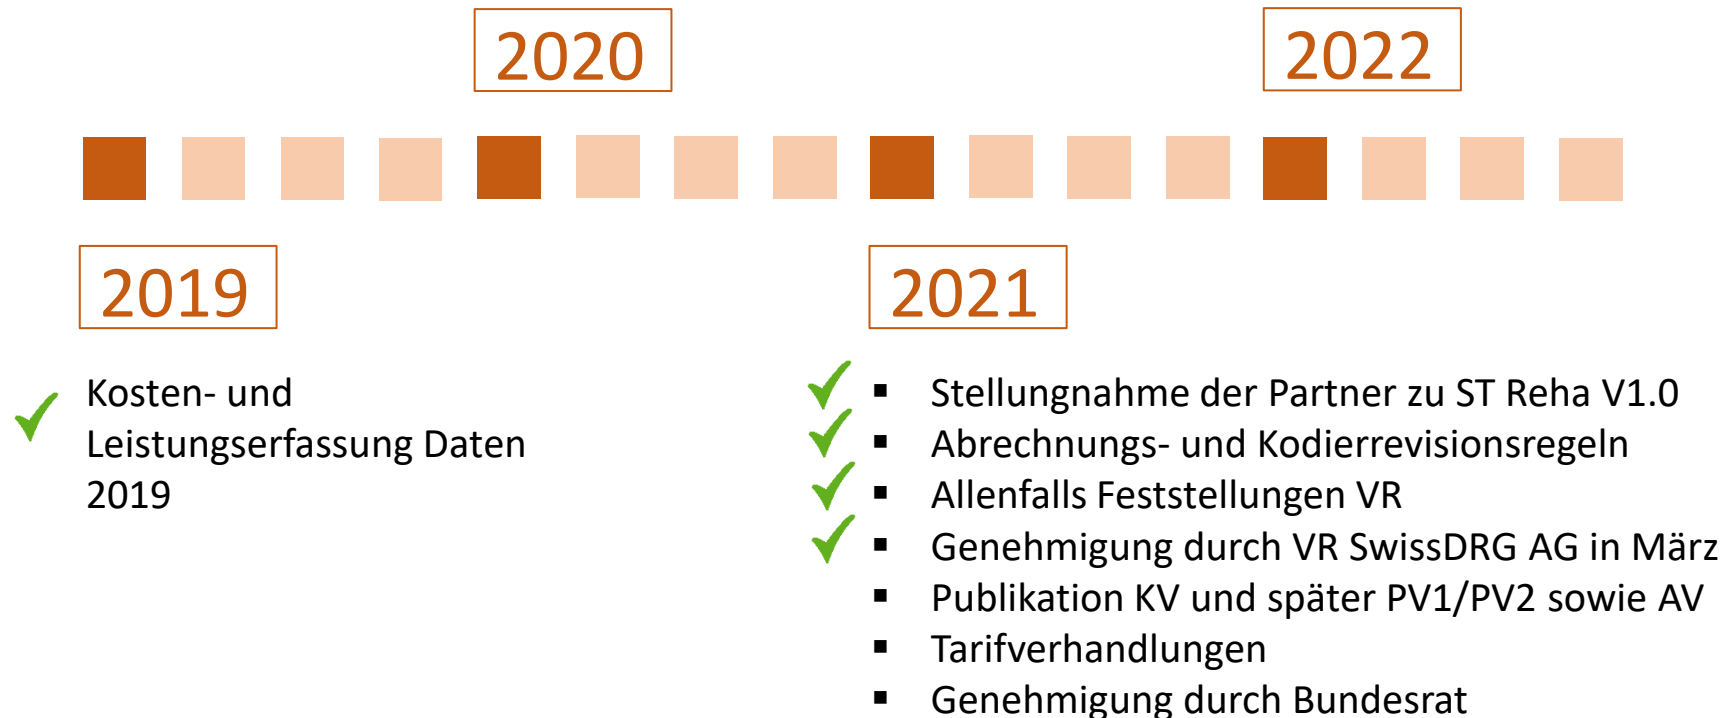 2020
2022
2019
2021
Kosten- und
Leistungserfassung Daten
2019
▪ Stellungnahme der Partner zu ST Reha V1.0
▪ Abrechnungs- und Kodierrevisionsregeln
▪ Allenfalls Feststellungen VR
▪ Genehmigung durch VR SwissDRG AG in März
▪ Publikation KV und später PV1/PV2 sowie AV
▪ Tarifverhandlungen
▪ Genehmigung durch Bundesrat